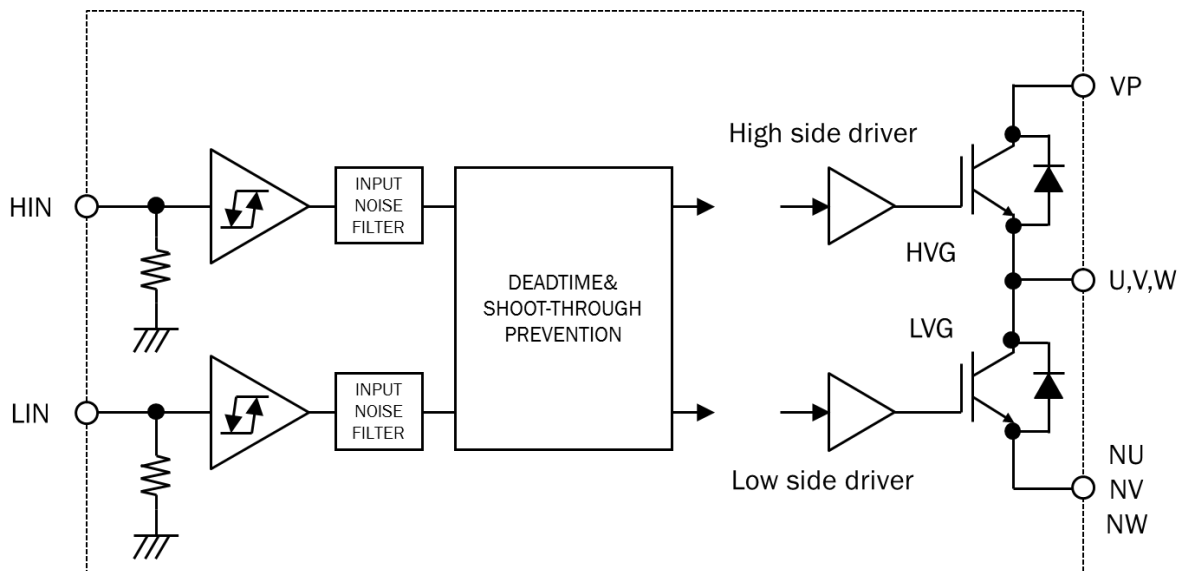 VP
High side driver
HIN
INPUT
NOISE
FILTER
HVG
DEADTIME&
SHOOT-THROUGH
PREVENTION
U,V,W
LVG
LIN
INPUT
NOISE
FILTER
Low side driver
NU
NV
NW